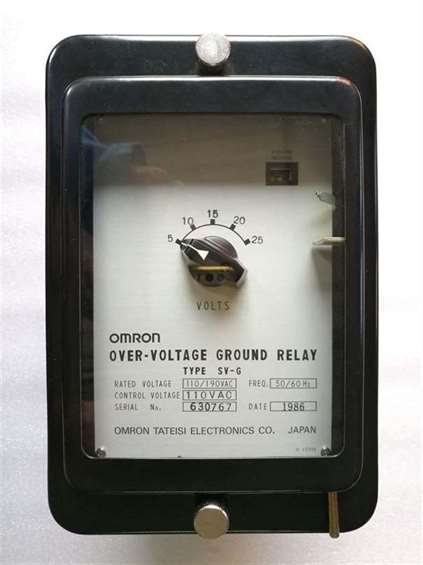 5 10 15 20 25
VOLTS
OMRON
OVER-VOLTAGE GROUND RELAY
TYPE SV-G
RATED VOLTAGE 110/190VAC FREQ. 50/60Hz
CONTROL VOLTAGE 110VAC
SERIAL No. 630767 DATE 1986
OMRON TATEISI ELECTRONICS CO. JAPAN